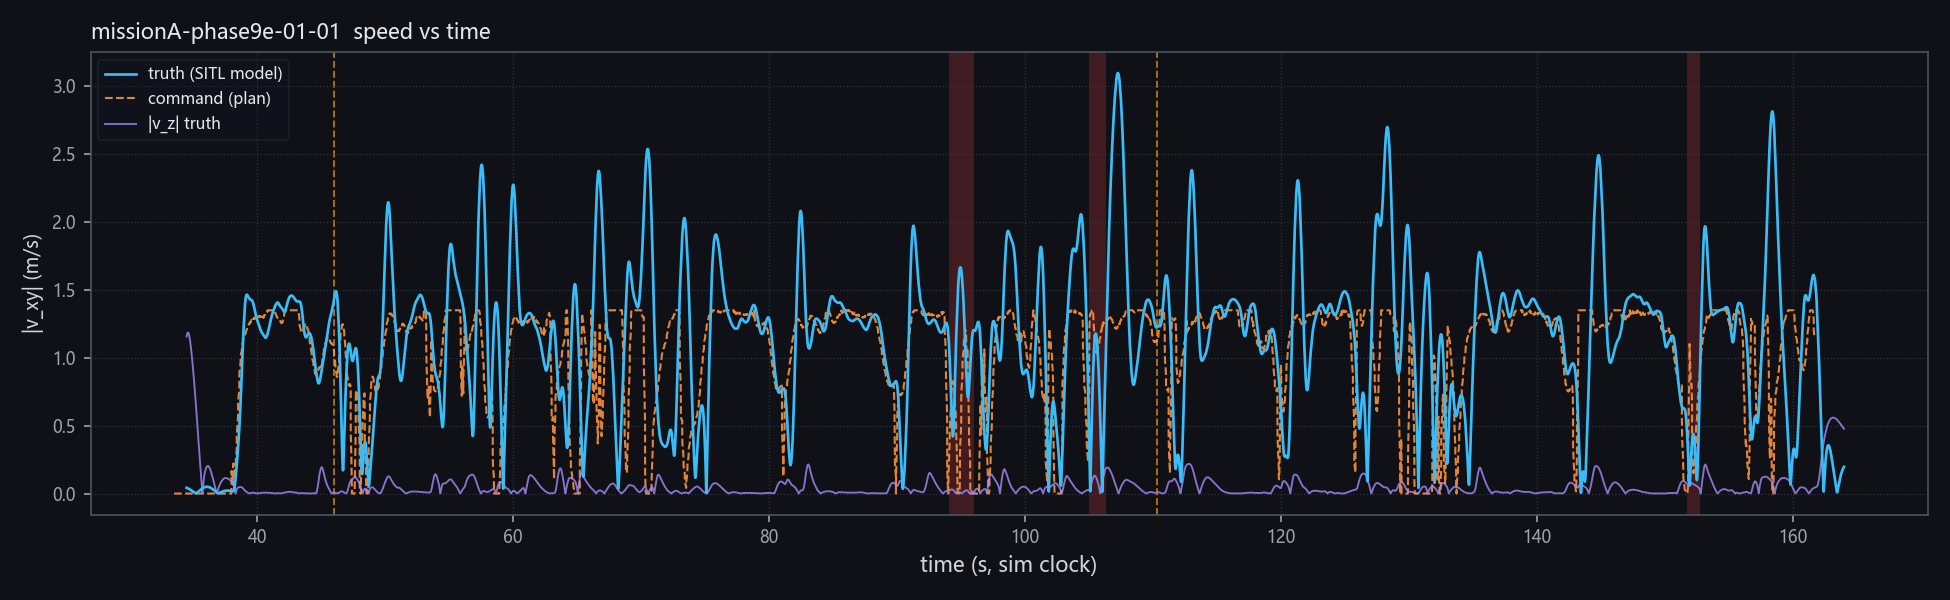 missionA-phase9e-01-01  speed vs time
truth (SITL model)
command (plan)
|v_z| truth
|v_xy| (m/s)
3.0
2.5
2.0
1.5
1.0
0.5
0.0
40
60
80
100
120
140
160
time (s, sim clock)